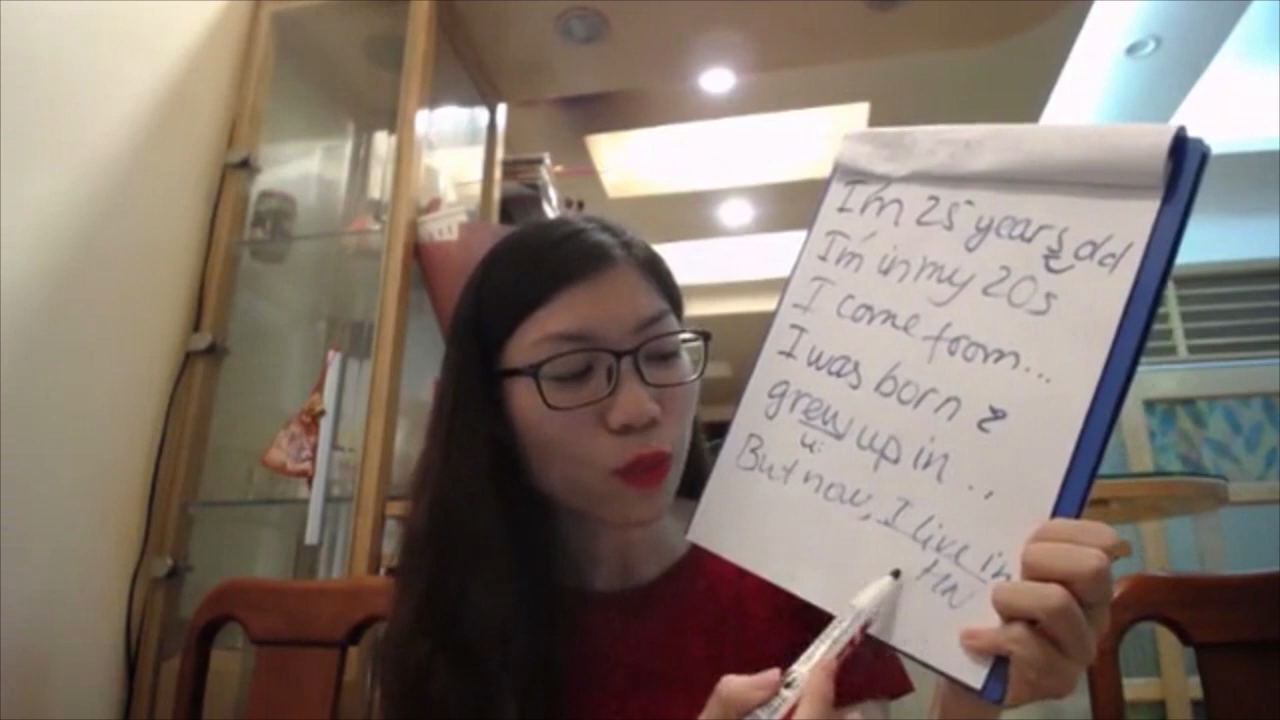 I'm 25 years old
I'm in my 20s
I come from...
I was born &
grew up in ...
u:
But now, I live in
HN